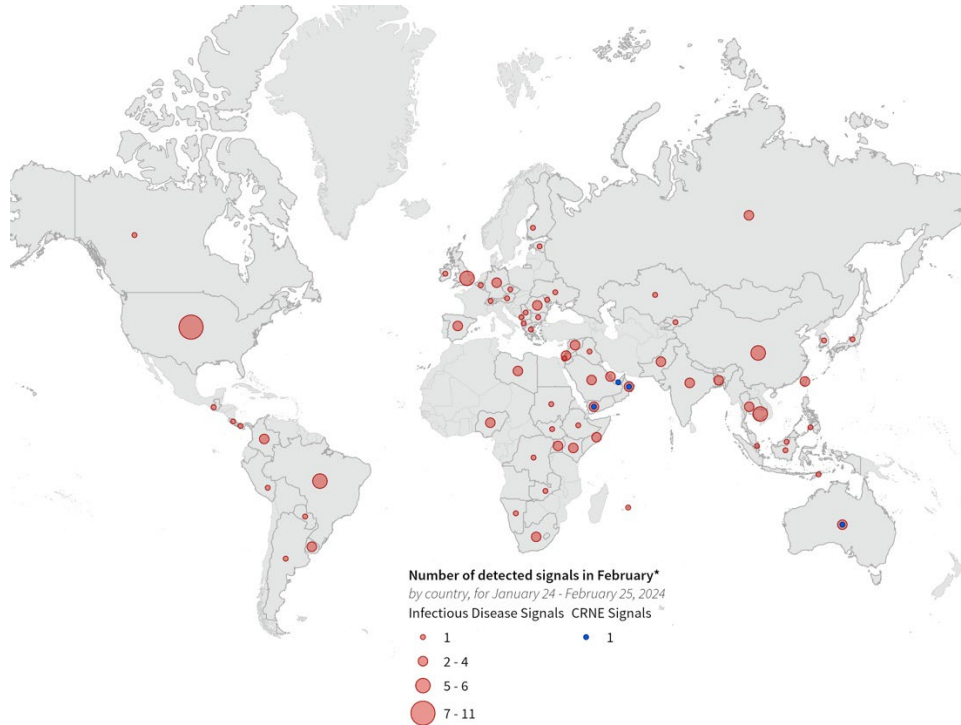 Number of detected signals in February*
by country, for January 24 - February 25, 2024
Infectious Disease Signals CRNE Signals
1 1
2 - 4
5 - 6
7 - 11